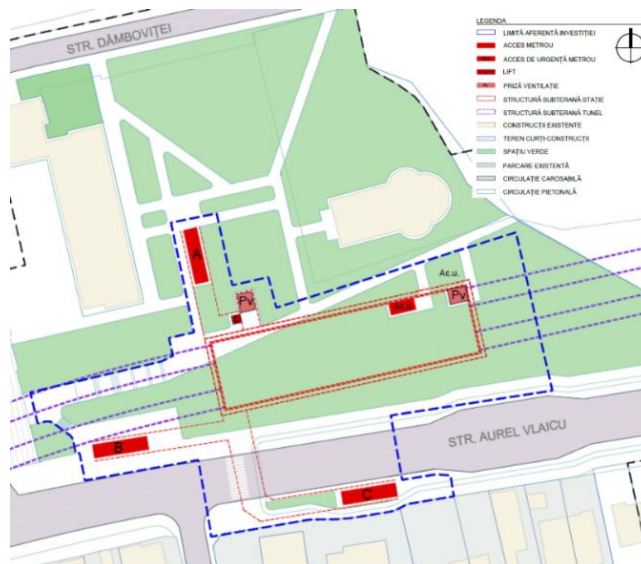 STR. DÂMBOVIȚEI
LEGENDA
LIMITĂ AFERENTĂ INVESTIȚIEI
ACCES METROU
ACCES DE URGENȚĂ METROU
LIFT
Pv PRIZĂ VENTILAȚIE
STRUCTURĂ SUBTERANĂ STAȚIE
STRUCTURĂ SUBTERANĂ TUNEL
CONSTRUCȚII EXISTENTE
TEREN CURȚI-CONSTRUCȚII
SPAȚIU VERDE
PARCARE EXISTENTĂ
CIRCULAȚIE CAROSABILĂ
CIRCULAȚIE PIETONALĂ
A
Ac.u.
Pv
Pv
Ac.u.
STR. AUREL VLAICU
B
C